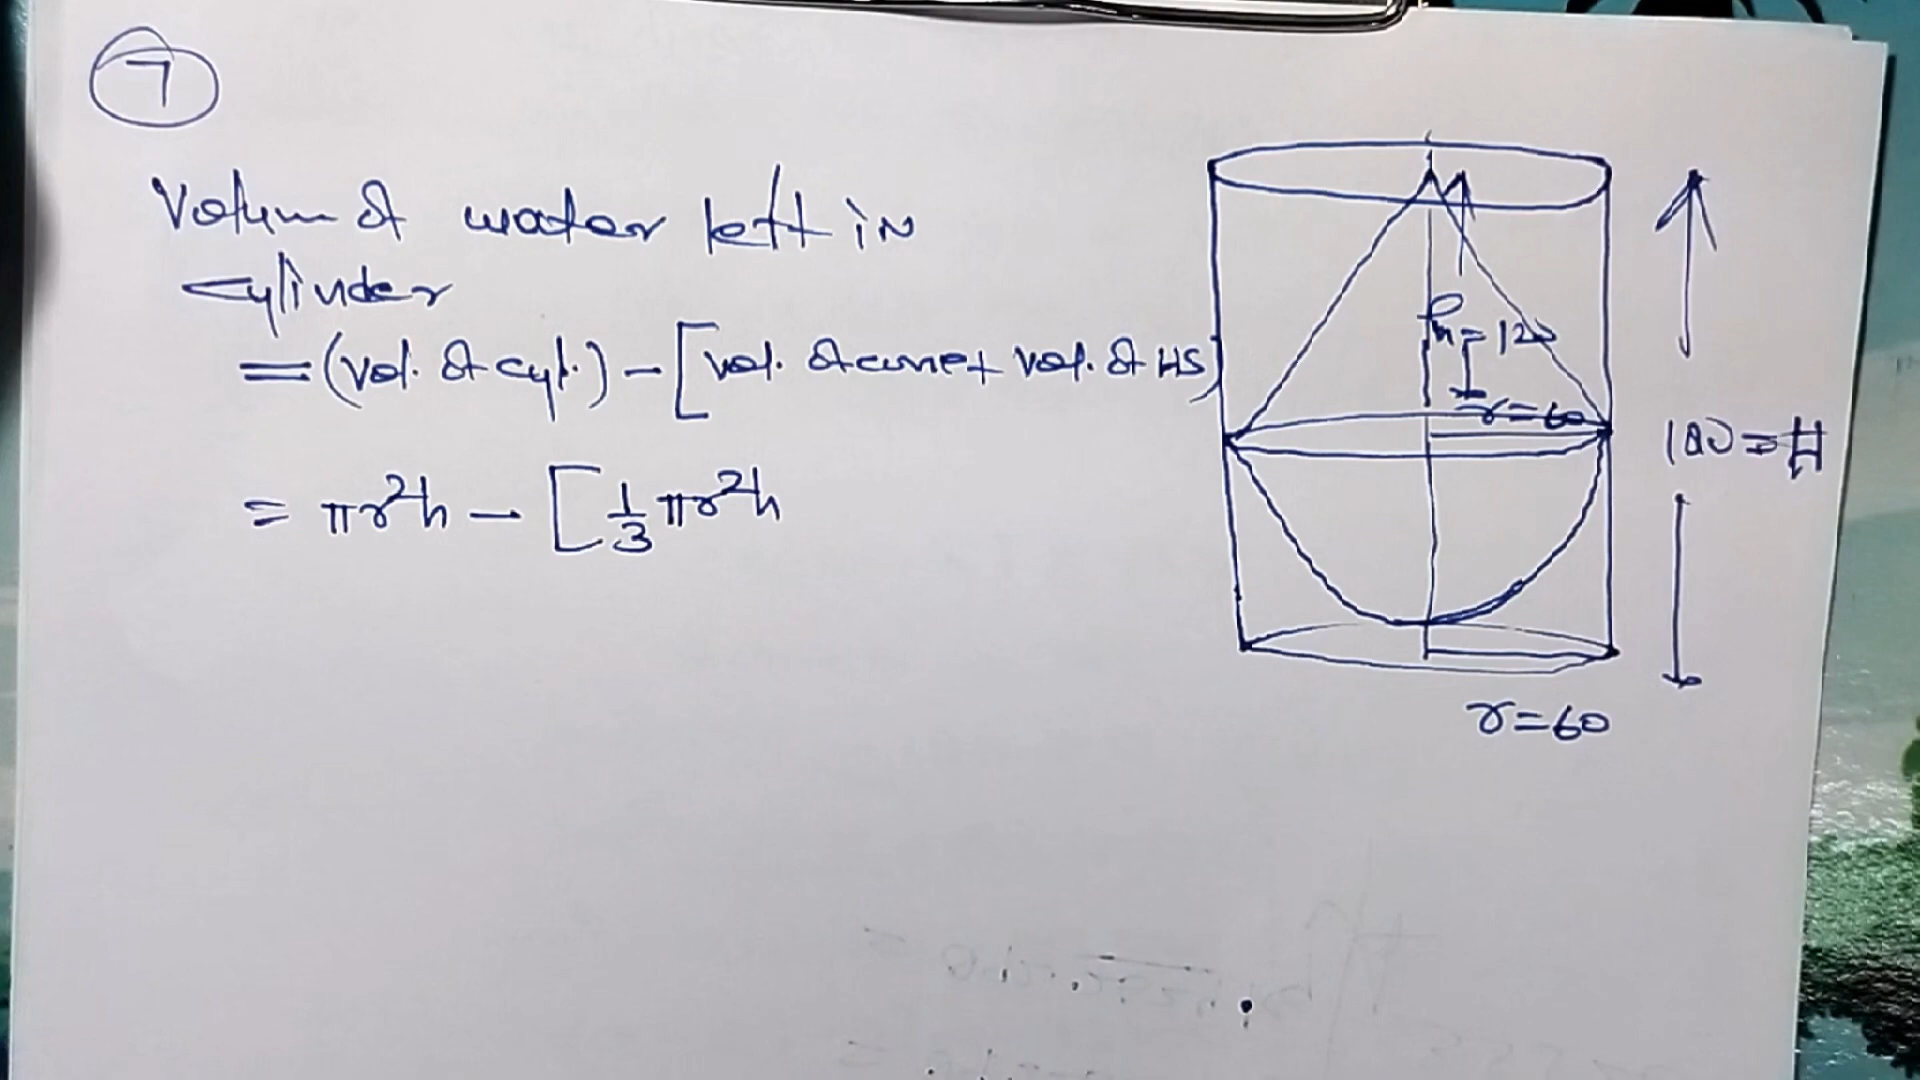 7
Volum of water left in
cylinder
= (vol. of cyl.) - [vol. of cone + vol. of HS]
= πr²h - [1/3 πr²h
h = 120
r = 60
180 = H
r = 60